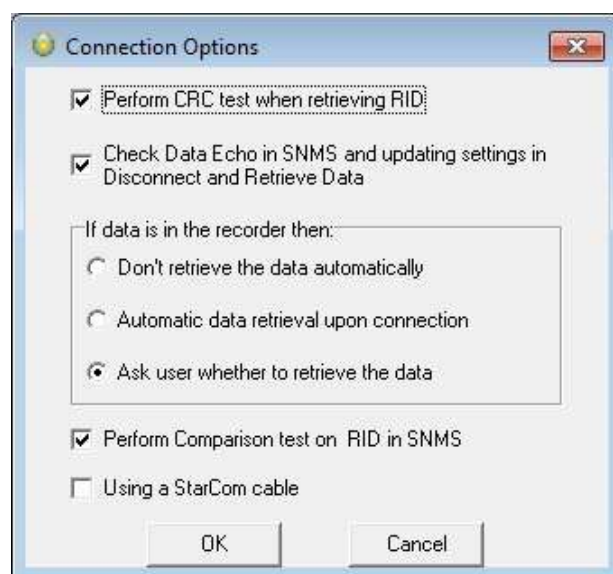 Connection Options
Perform CRC test when retrieving RID
Check Data Echo in SNMS and updating settings in
Disconnect and Retrieve Data
If data is in the recorder then:
Don't retrieve the data automatically
Automatic data retrieval upon connection
Ask user whether to retrieve the data
Perform Comparison test on RID in SNMS
Using a StarCom cable
OK Cancel